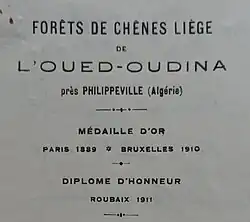 FORÊTS DE CHÊNES LIÈGE
DE
L'OUED-OUDINA
près PHILIPPEVILLE (Algérie)
MÉDAILLE D'OR
PARIS 1889 * BRUXELLES 1910
DIPLOME D'HONNEUR
ROUBAIX 1911